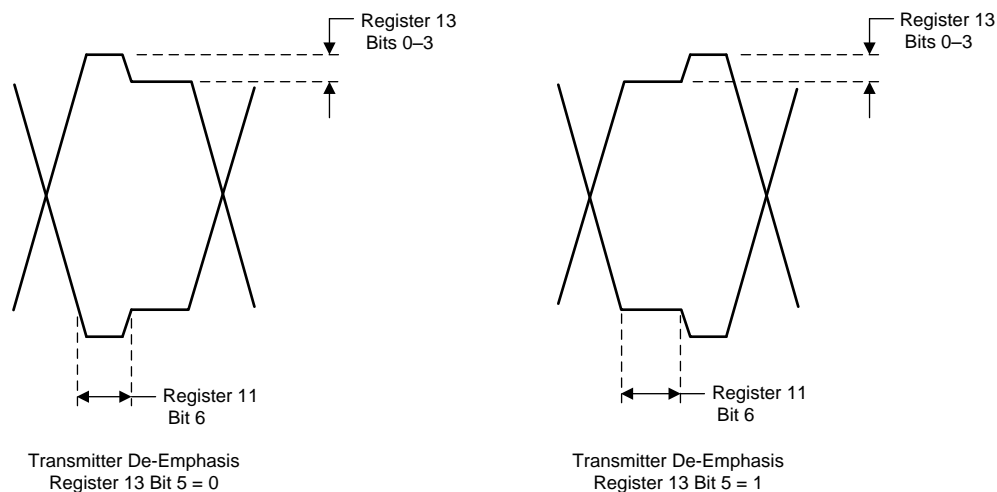 Register 13
Bits 0–3
Register 11
Bit 6
Transmitter De-Emphasis
Register 13 Bit 5 = 0
Register 13
Bits 0–3
Register 11
Bit 6
Transmitter De-Emphasis
Register 13 Bit 5 = 1